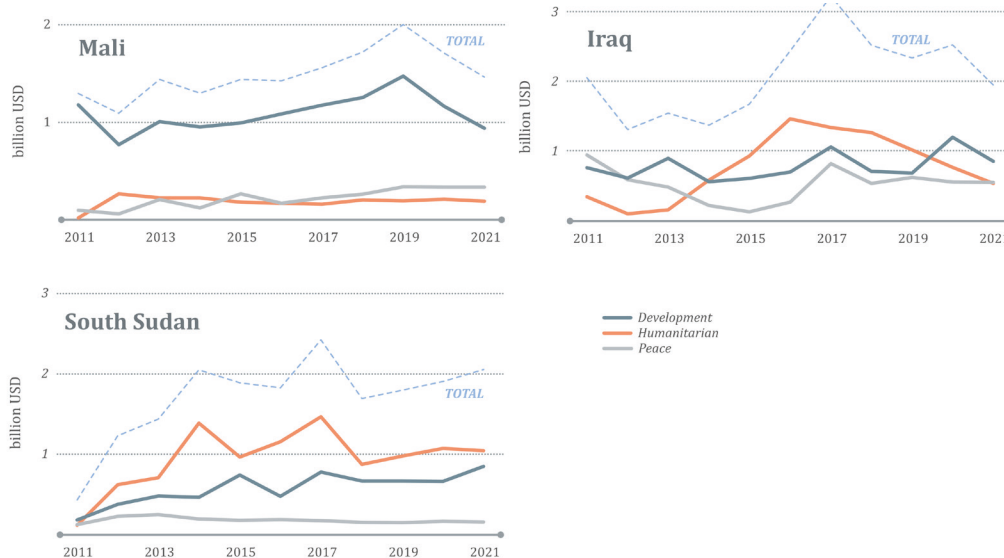 2
Mali
TOTAL
billion USD
1
2011
2013
2015
2017
2019
2021
3
Iraq
TOTAL
2
billion USD
1
2011
2013
2015
2017
2019
202
3
South Sudan
2
TOTAL
billion USD
1
2011
2013
2015
2017
2019
2021
Development
Humanitarian
Peace